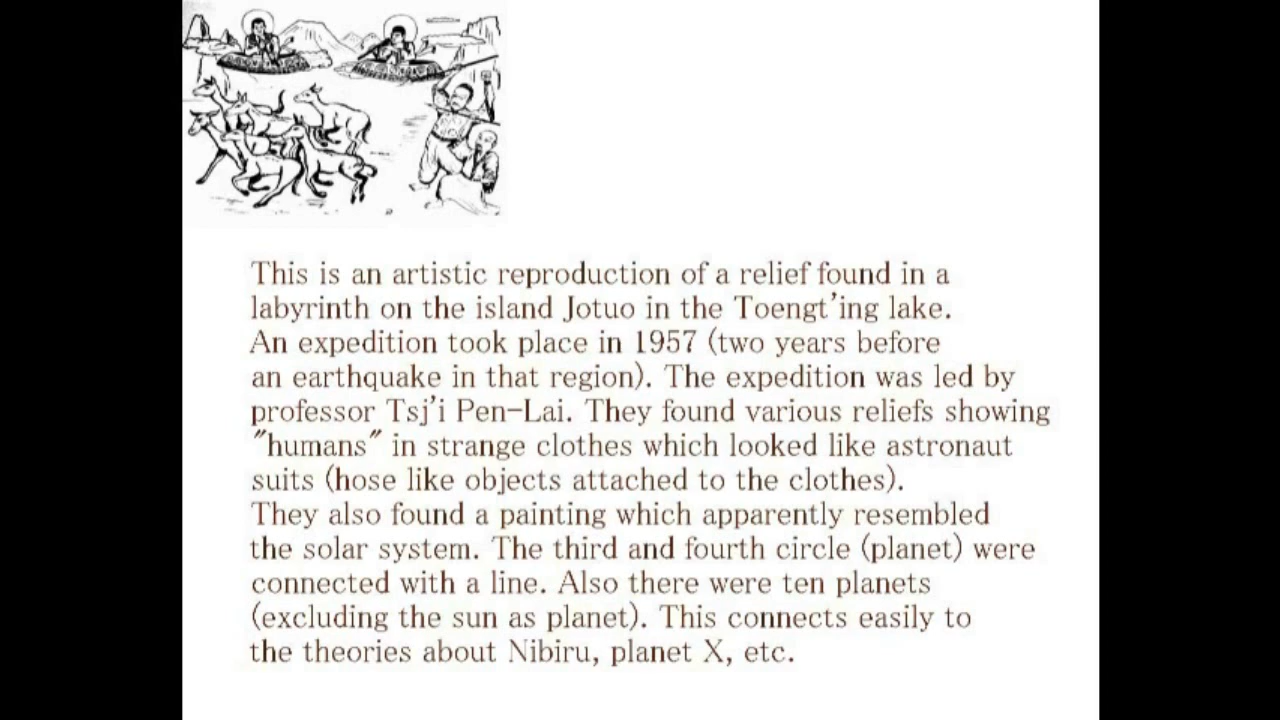 This is an artistic reproduction of a relief found in a
labyrinth on the island Jotuo in the Toengt'ing lake.
An expedition took place in 1957 (two years before
an earthquake in that region). The expedition was led by
professor Tsj'i Pen-Lai. They found various reliefs showing
"humans" in strange clothes which looked like astronaut
suits (hose like objects attached to the clothes).
They also found a painting which apparently resembled
the solar system. The third and fourth circle (planet) were
connected with a line. Also there were ten planets
(excluding the sun as planet). This connects easily to
the theories about Nibiru, planet X, etc.